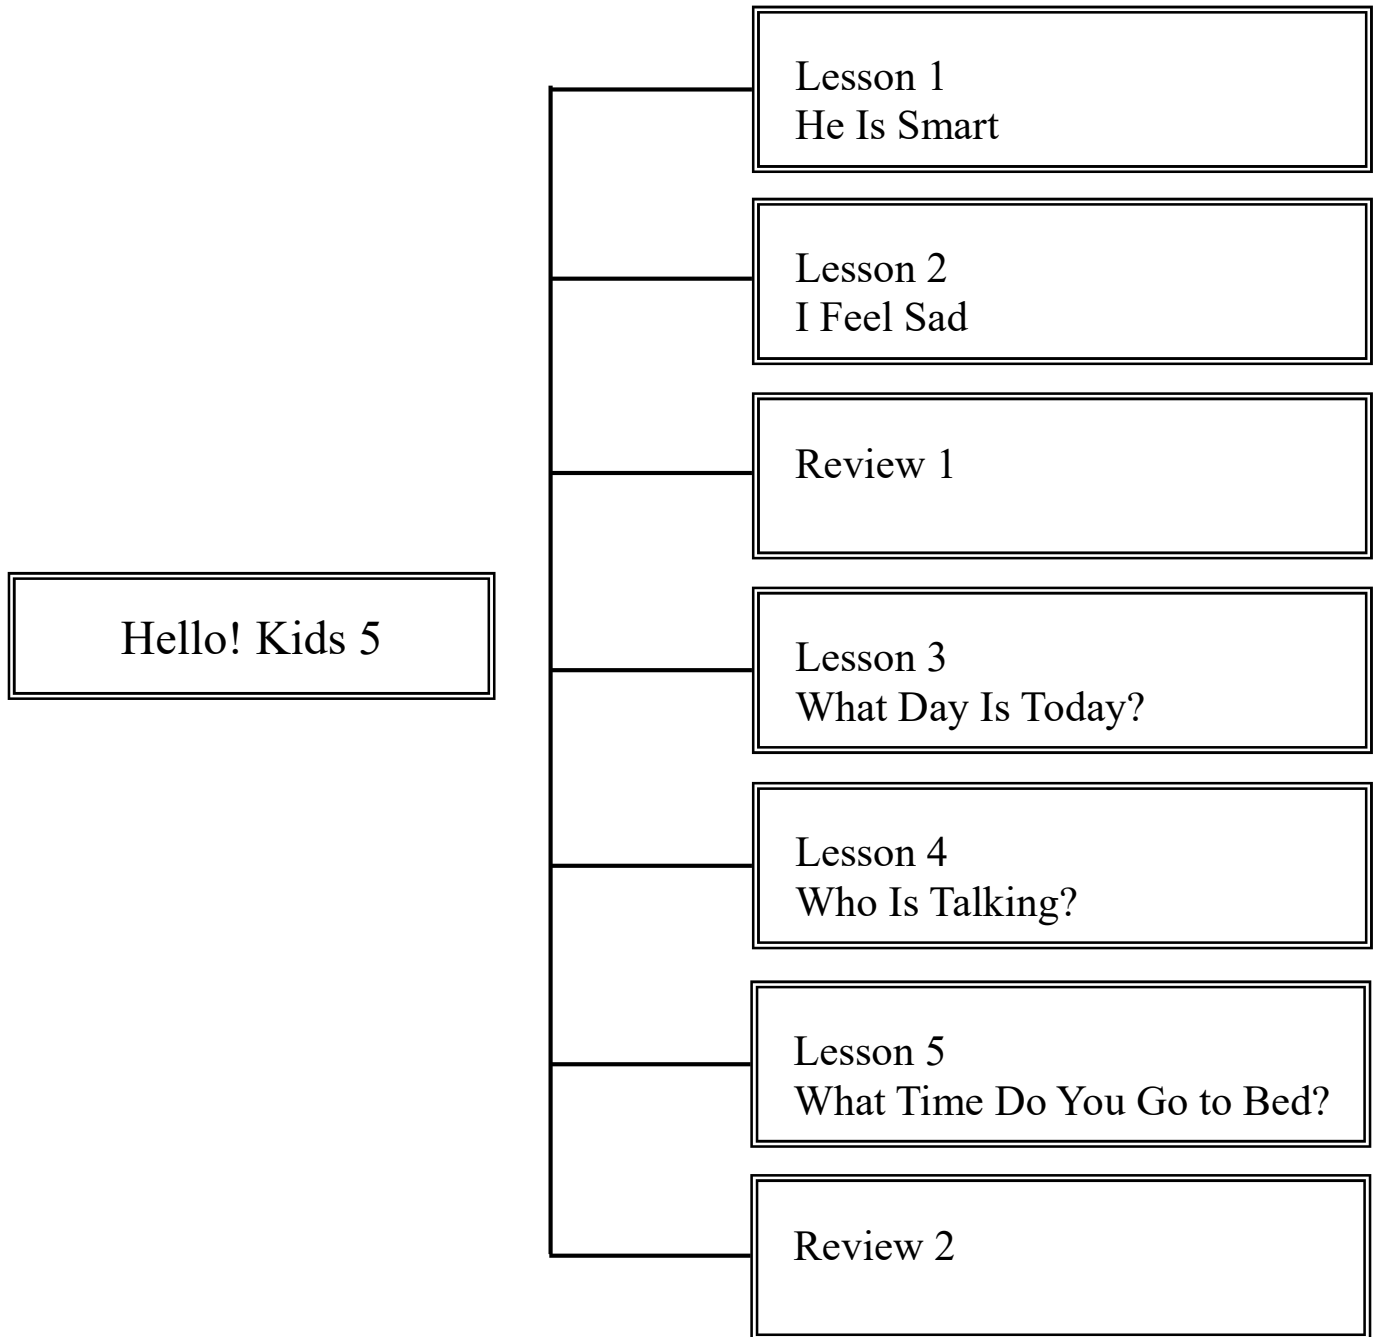 Hello! Kids 5
Lesson 1
He Is Smart
Lesson 2
I Feel Sad
Review 1
Lesson 3
What Day Is Today?
Lesson 4
Who Is Talking?
Lesson 5
What Time Do You Go to Bed?
Review 2